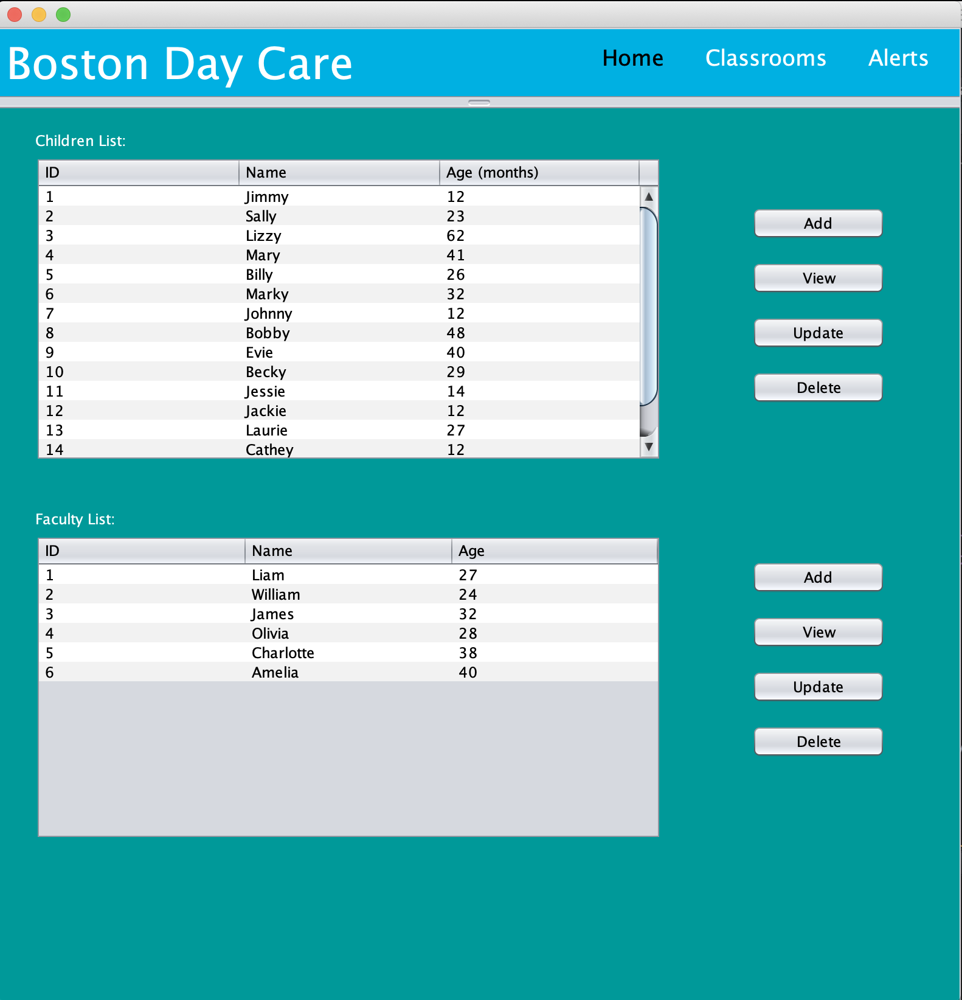 Boston Day Care Home Classrooms Alerts
Children List:
ID Name Age (months)
1 Jimmy 12
2 Sally 23
3 Lizzy 62
4 Mary 41
5 Billy 26
6 Marky 32
7 Johnny 12
8 Bobby 48
9 Evie 40
10 Becky 29
11 Jessie 14
12 Jackie 12
13 Laurie 27
14 Cathey 12
Add
View
Update
Delete
Faculty List:
ID Name Age
1 Liam 27
2 William 24
3 James 32
4 Olivia 28
5 Charlotte 38
6 Amelia 40
Add
View
Update
Delete